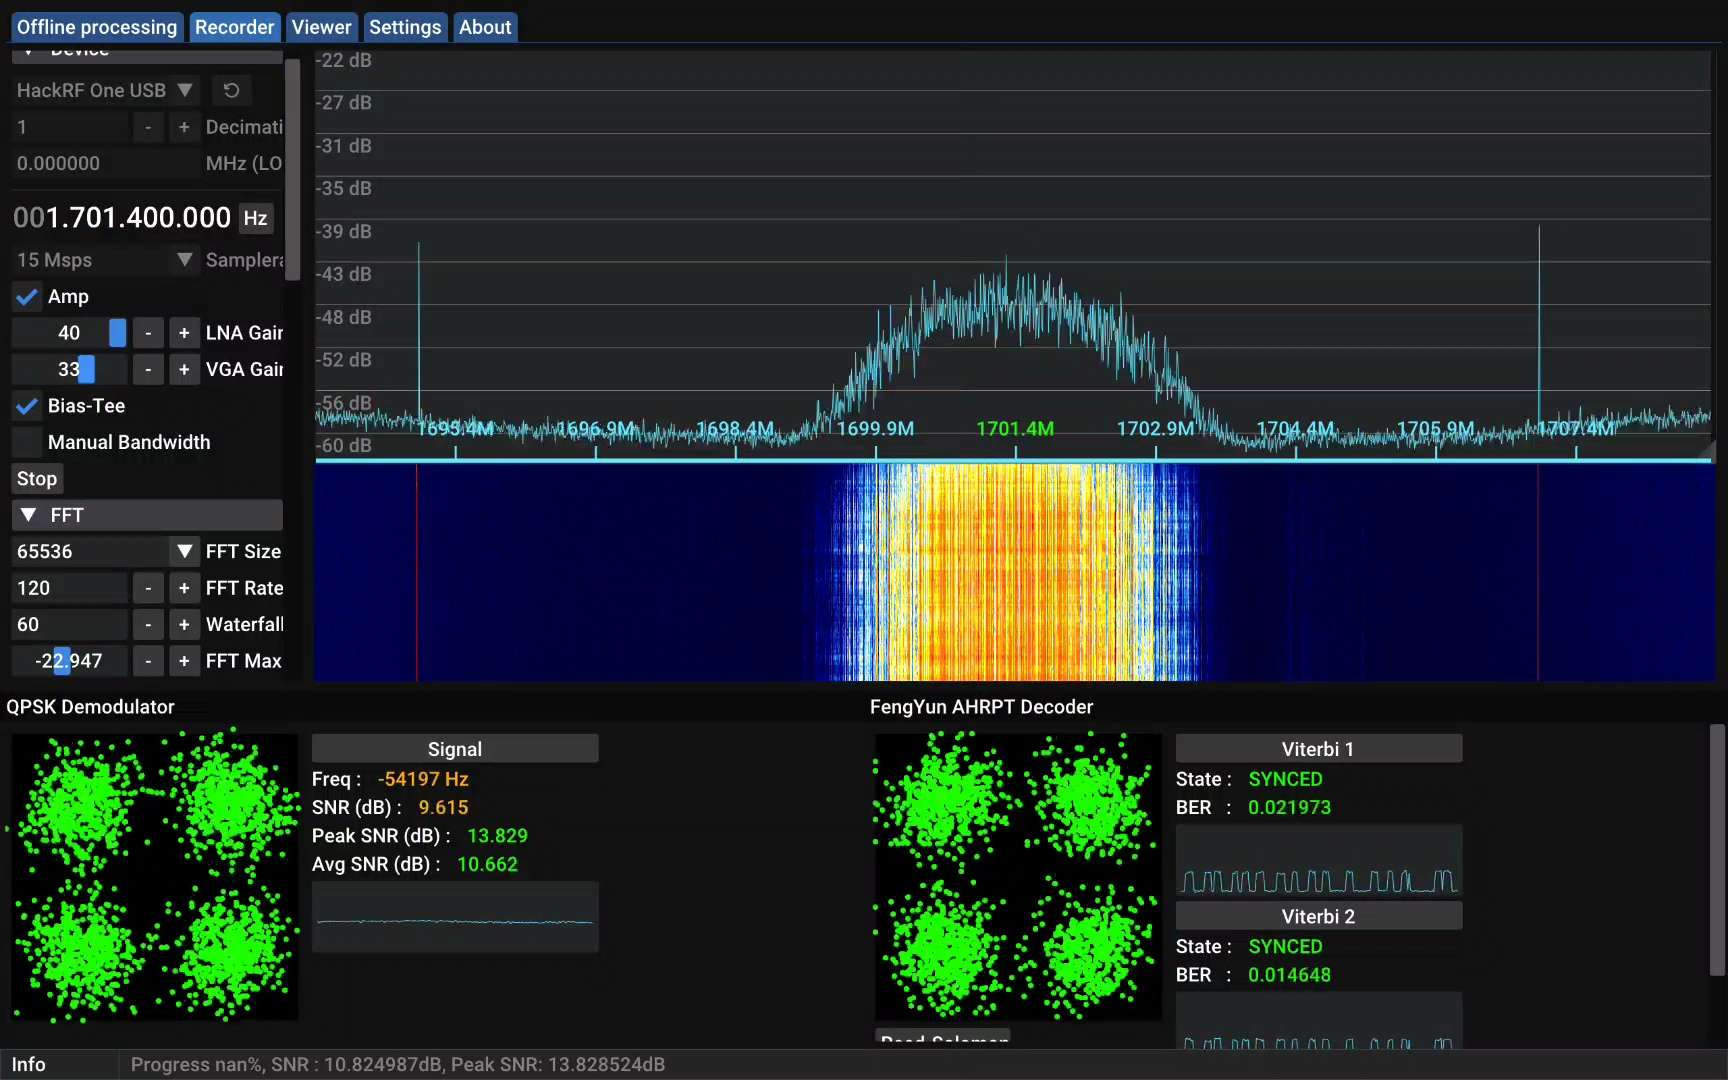 Offline processing Recorder Viewer Settings About
Device
HackRF One USB
1 - + Decimati
0.000000 MHz (LO
001.701.400.000 Hz
15 Msps Samplera
Amp
40 - + LNA Gain
33 - + VGA Gain
Bias-Tee
Manual Bandwidth
Stop
FFT
65536 FFT Size
120 - + FFT Rate
60 - + Waterfall
-22.947 - + FFT Max
-22 dB
-27 dB
-31 dB
-35 dB
-39 dB
-43 dB
-48 dB
-52 dB
-56 dB
-60 dB
1695.4M 1696.9M 1698.4M 1699.9M 1701.4M 1702.9M 1704.4M 1705.9M 1707.4M
QPSK Demodulator
Signal
Freq : -54197 Hz
SNR (dB) : 9.615
Peak SNR (dB) : 13.829
Avg SNR (dB) : 10.662
FengYun AHRPT Decoder
Viterbi 1
State : SYNCED
BER : 0.021973
Viterbi 2
State : SYNCED
BER : 0.014648
Reed-Solomon
Info Progress nan%, SNR : 10.824987dB, Peak SNR: 13.828524dB